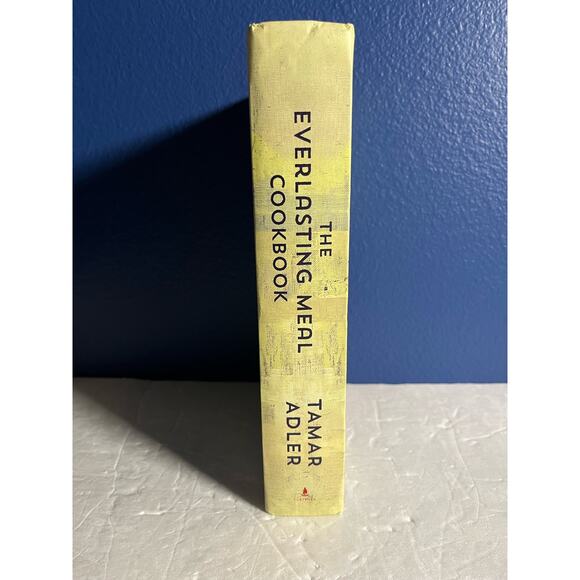 THE
EVERLASTING MEAL
COOKBOOK
TAMAR
ADLER